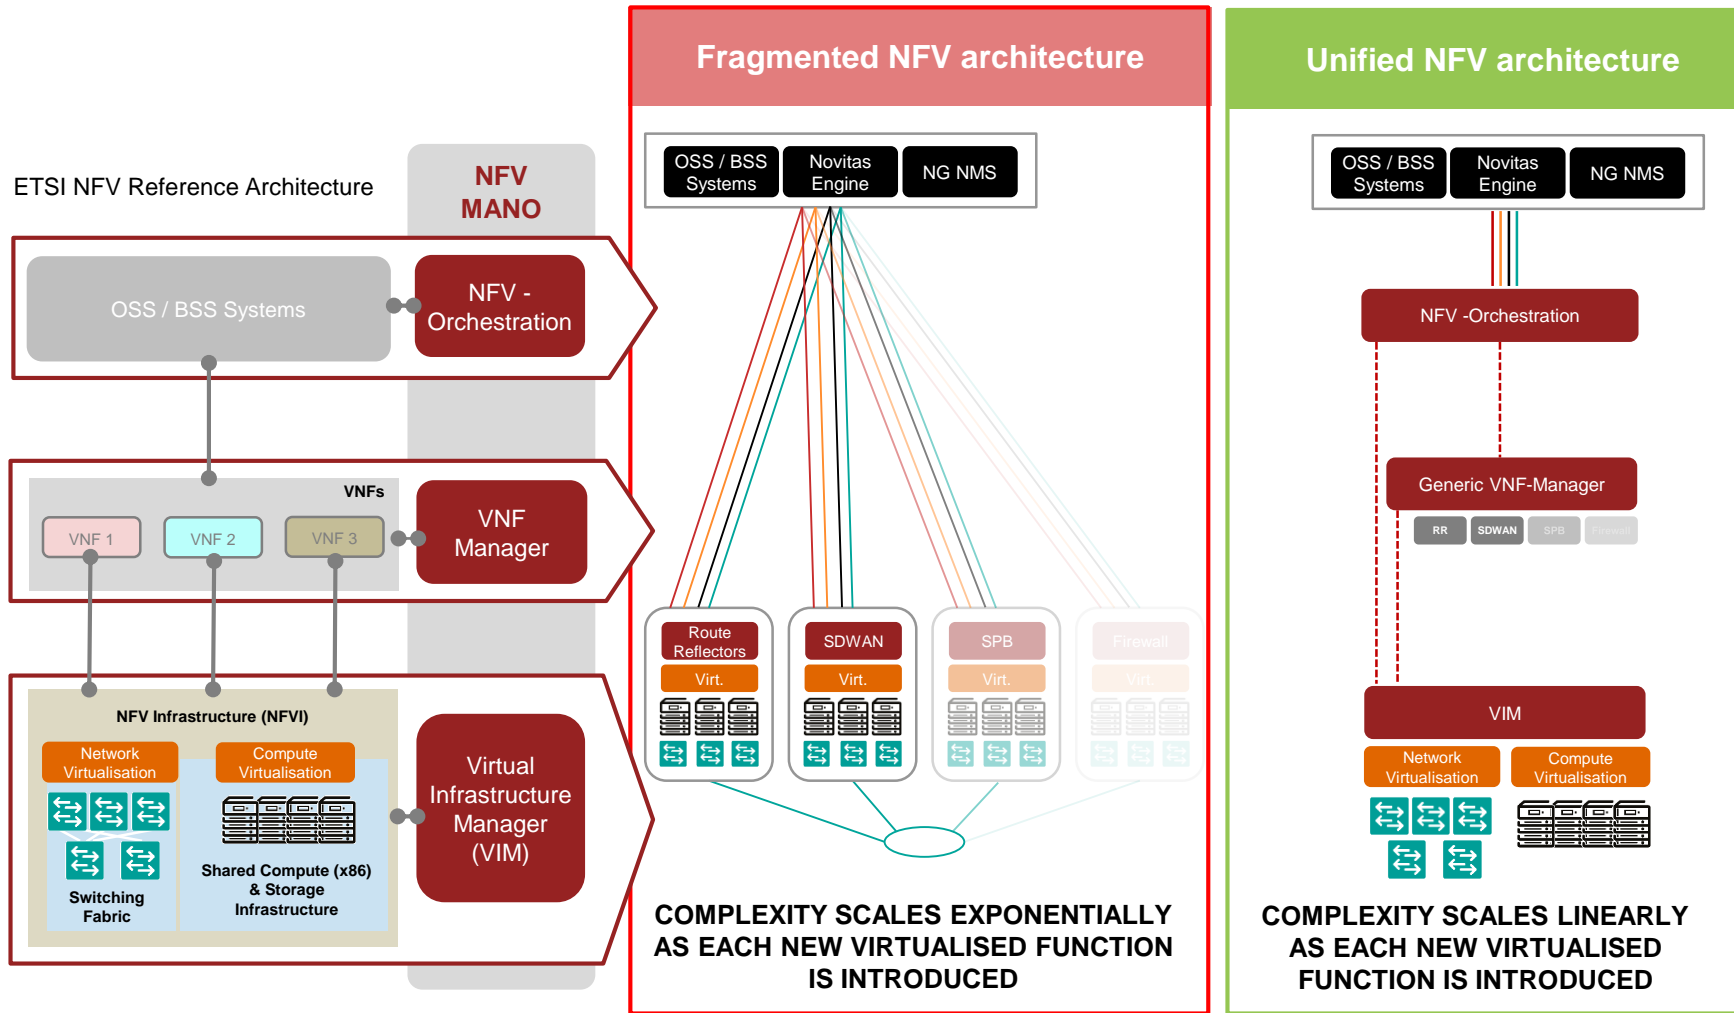 ETSI NFV Reference Architecture
NFV
MANO
OSS / BSS Systems
NFV -
Orchestration
VNFs
VNF 1
VNF 2
VNF 3
VNF
Manager
NFV Infrastructure (NFVI)
Network
Virtualisation
Compute
Virtualisation
Switching
Fabric
Shared Compute (x86)
& Storage
Infrastructure
Virtual
Infrastructure
Manager
(VIM)
Fragmented NFV architecture
OSS / BSS
Systems
Novitas
Engine
NG NMS
Route
Reflectors
Virt.
SDWAN
Virt.
SPB
Virt.
Firewall
Virt.
COMPLEXITY SCALES EXPONENTIALLY
AS EACH NEW VIRTUALISED FUNCTION
IS INTRODUCED
Unified NFV architecture
OSS / BSS
Systems
Novitas
Engine
NG NMS
NFV -Orchestration
Generic VNF-Manager
RR
SDWAN
SPB
Firewall
VIM
Network
Virtualisation
Compute
Virtualisation
COMPLEXITY SCALES LINEARLY
AS EACH NEW VIRTUALISED
FUNCTION IS INTRODUCED